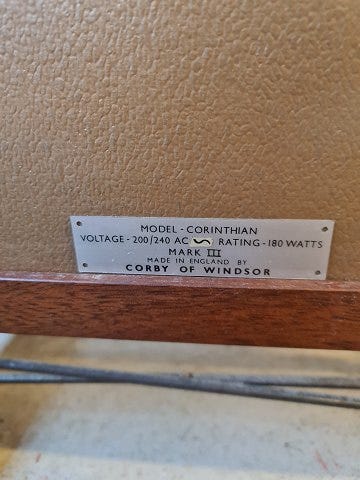 MODEL - CORINTHIAN
VOLTAGE - 200/240 AC ∿ RATING - 180 WATTS
MARK III
MADE IN ENGLAND BY
CORBY OF WINDSOR